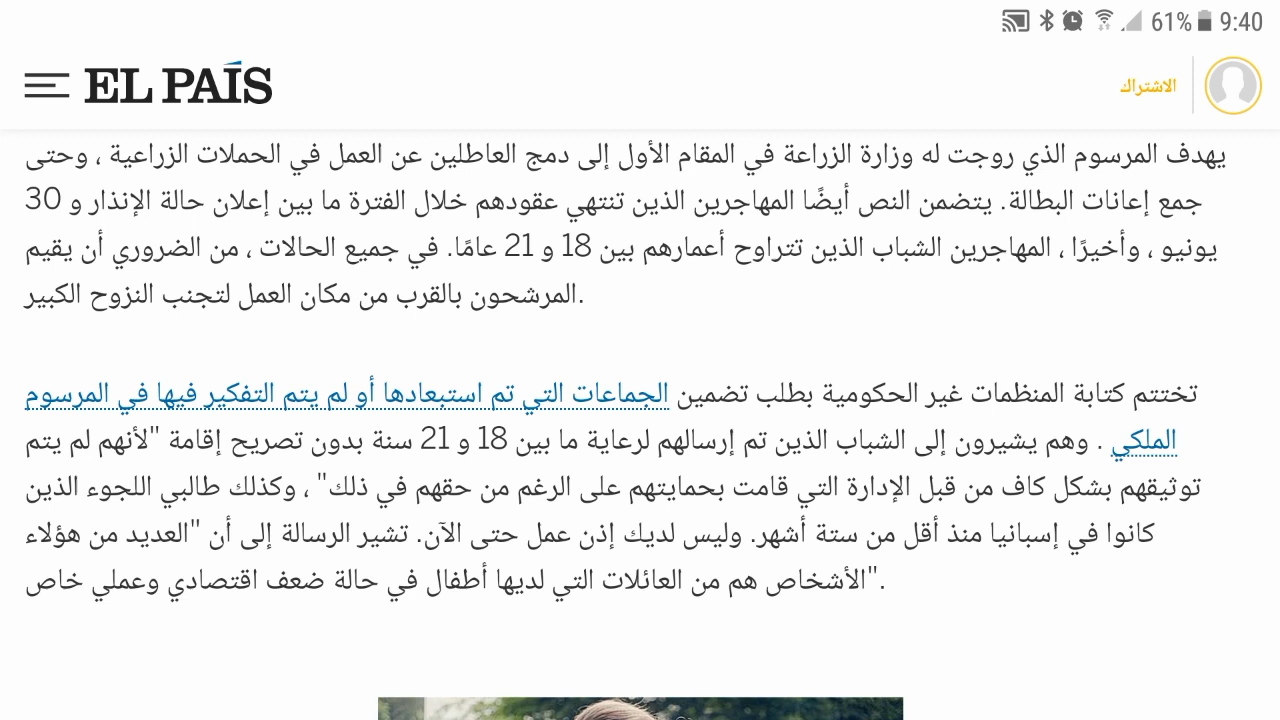 61% 9:40
EL PAÍS
الاشتراك
يهدف المرسوم الذي روجت له وزارة الزراعة في المقام الأول إلى دمج العاطلين عن العمل في الحملات الزراعية ، وحتى
جمع إعانات البطالة. يتضمن النص أيضًا المهاجرين الذين تنتهي عقودهم خلال الفترة ما بين إعلان حالة الإنذار و 30
يونيو ، وأخيرًا ، المهاجرين الشباب الذين تتراوح أعمارهم بين 18 و 21 عامًا. في جميع الحالات ، من الضروري أن يقيم
المرشحون بالقرب من مكان العمل لتجنب النزوح الكبير.
تختتم كتابة المنظمات غير الحكومية بطلب تضمين الجماعات التي تم استبعادها أو لم يتم التفكير فيها في المرسوم
الملكي . وهم يشيرون إلى الشباب الذين تم إرسالهم لرعاية ما بين 18 و 21 سنة بدون تصريح إقامة "لأنهم لم يتم
توثيقهم بشكل كاف من قبل الإدارة التي قامت بحمايتهم على الرغم من حقهم في ذلك" ، وكذلك طالبي اللجوء الذين
كانوا في إسبانيا منذ أقل من ستة أشهر. وليس لديك إذن عمل حتى الآن. تشير الرسالة إلى أن "العديد من هؤلاء
الأشخاص هم من العائلات التي لديها أطفال في حالة ضعف اقتصادي وعملي خاص".